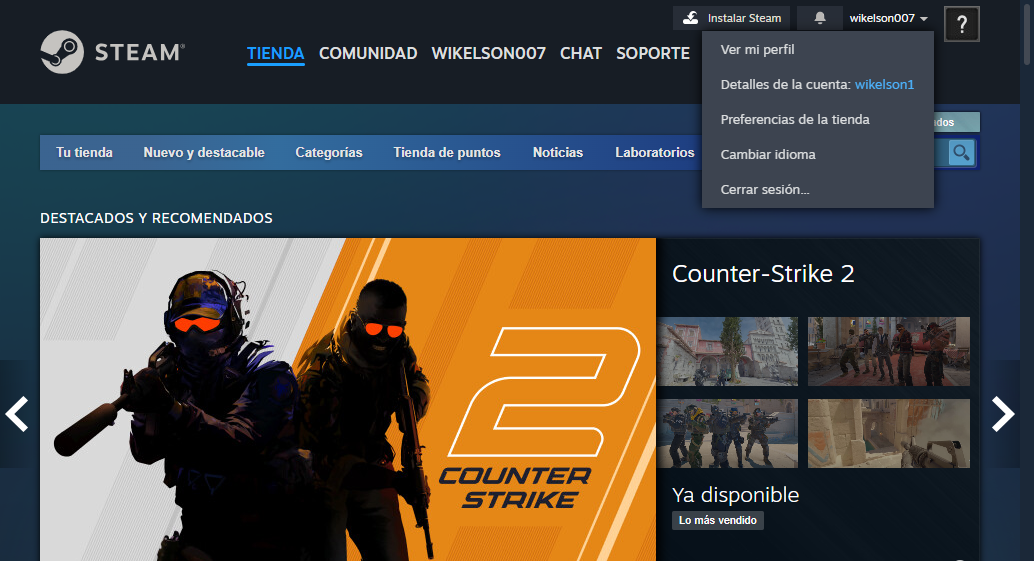 Instalar Steam
wikelson007
?
STEAM®
TIENDA COMUNIDAD WIKELSON007 CHAT SOPORTE
Ver mi perfil
Detalles de la cuenta: wikelson1
Preferencias de la tienda
Cambiar idioma
Cerrar sesión...
Tu tienda Nuevo y destacable Categorías Tienda de puntos Noticias Laboratorios
DESTACADOS Y RECOMENDADOS
2
COUNTER
STRIKE
Counter-Strike 2
Ya disponible
Lo más vendido